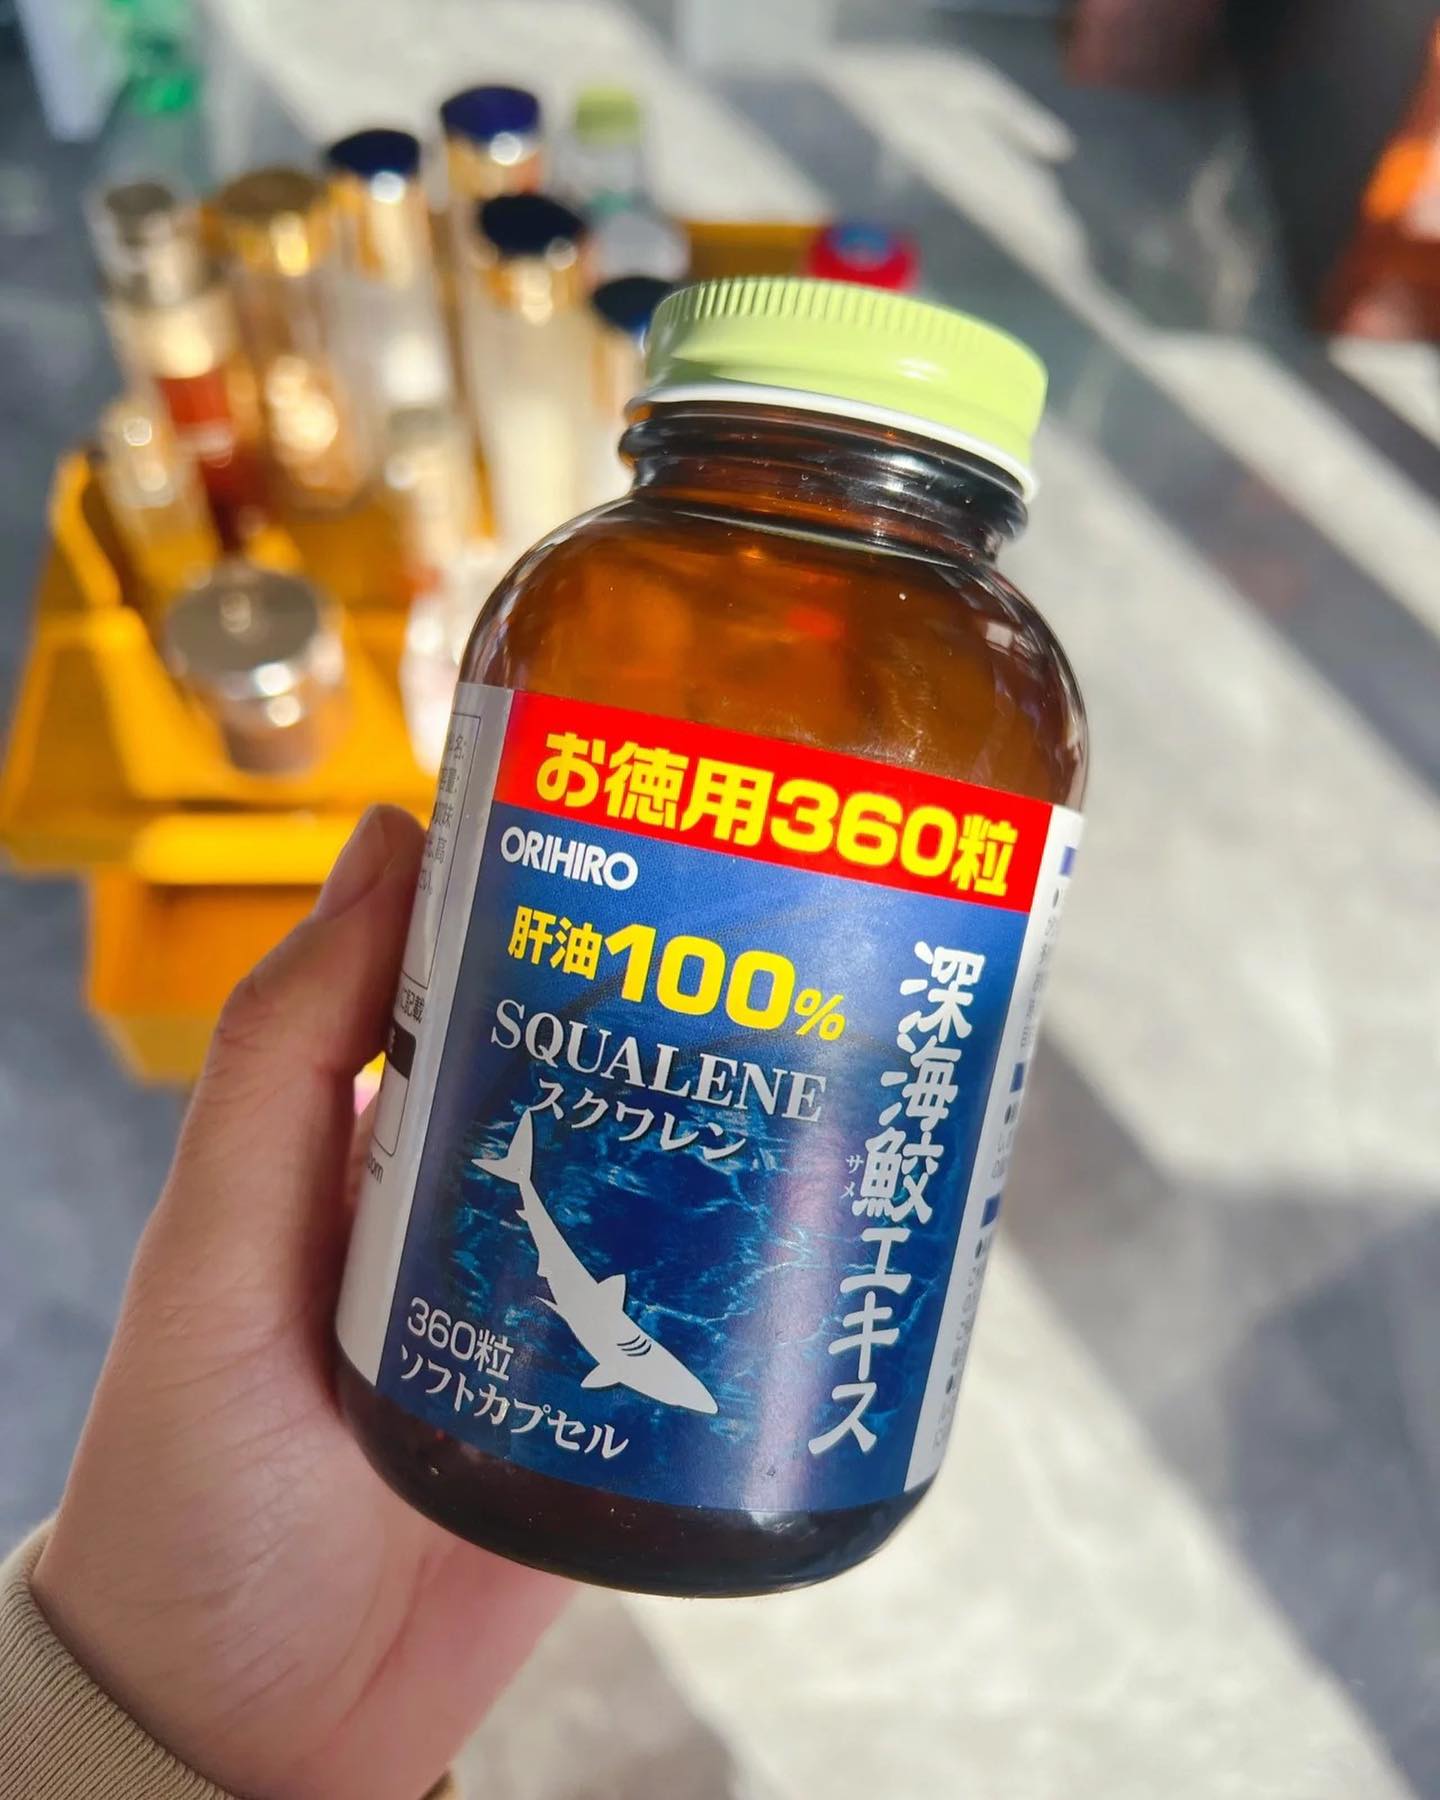 お徳用360粒
ORIHIRO
肝油100%
SQUALENE
スクワレン
深海鮫エキス
サメ
360粒
ソフトカプセル